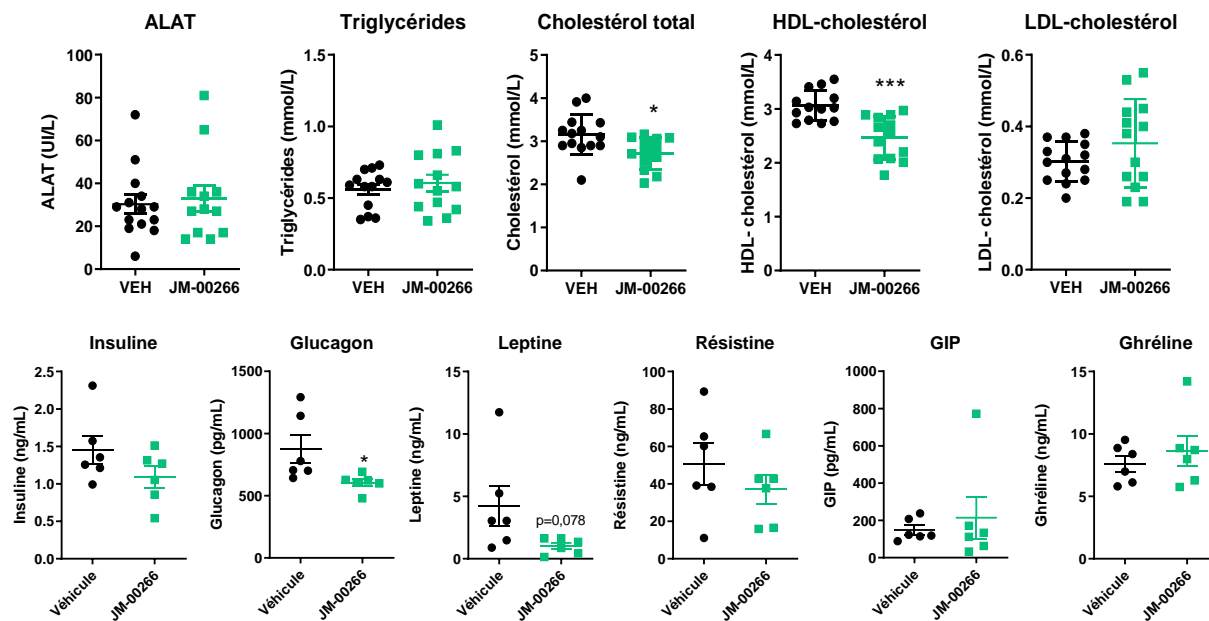 ALAT
Triglycérides
Cholestérol total
HDL-cholestérol
LDL-cholestérol
ALAT (UI/L)
100
80
60
40
20
0
VEH
JM-00266
Triglycérides (mmol/L)
1.5
1.0
0.5
0.0
VEH
JM-00266
Cholestérol (mmol/L)
5
4
3
2
1
0
*
VEH
JM-00266
HDL- cholestérol (mmol/L)
4
3
2
1
0
***
VEH
JM-00266
LDL- cholestérol (mmol/L)
0.6
0.4
0.2
0.0
VEH
JM-00266
Insuline
Glucagon
Leptine
Résistine
GIP
Ghréline
Insuline (ng/mL)
2.5
2.0
1.5
1.0
0.5
0.0
Véhicule
JM-00266
Glucagon (pg/mL)
1500
1000
500
0
*
Véhicule
JM-00266
Leptine (ng/mL)
15
10
5
0
p=0,078
Véhicule
JM-00266
Résistine (ng/mL)
100
80
60
40
20
0
Véhicule
JM-00266
GIP (pg/mL)
1000
800
600
400
200
0
Véhicule
JM-00266
Ghréline (ng/mL)
15
10
5
0
Véhicule
JM-00266